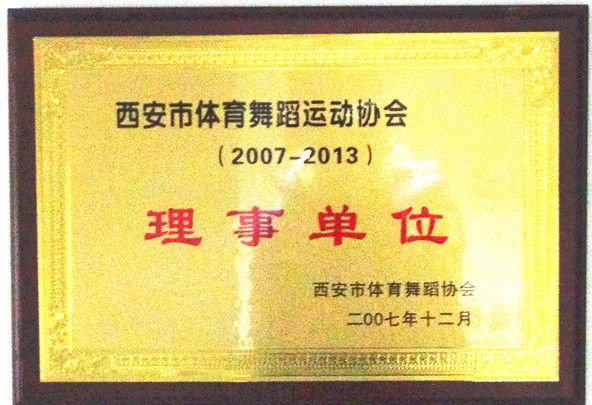 西安市体育舞蹈运动协会
（2007-2013）
理事单位
西安市体育舞蹈协会
二00七年十二月